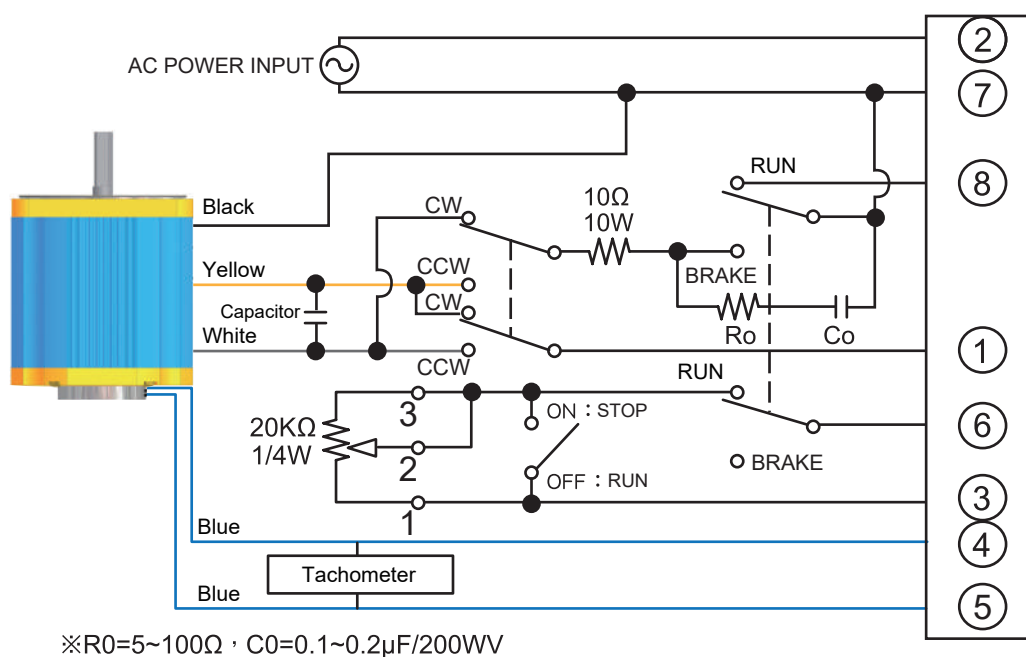 ②
AC POWER INPUT
⑦
RUN
⑧
10Ω
10W
Black
CW
Yellow
CCW
BRAKE
CW
Capacitor
Ro
Co
White
①
CCW
RUN
3
ON：STOP
20KΩ
1/4W
⑥
2
BRAKE
OFF：RUN
③
1
Blue
④
Tachometer
Blue
⑤
※R0=5~100Ω，C0=0.1~0.2μF/200WV